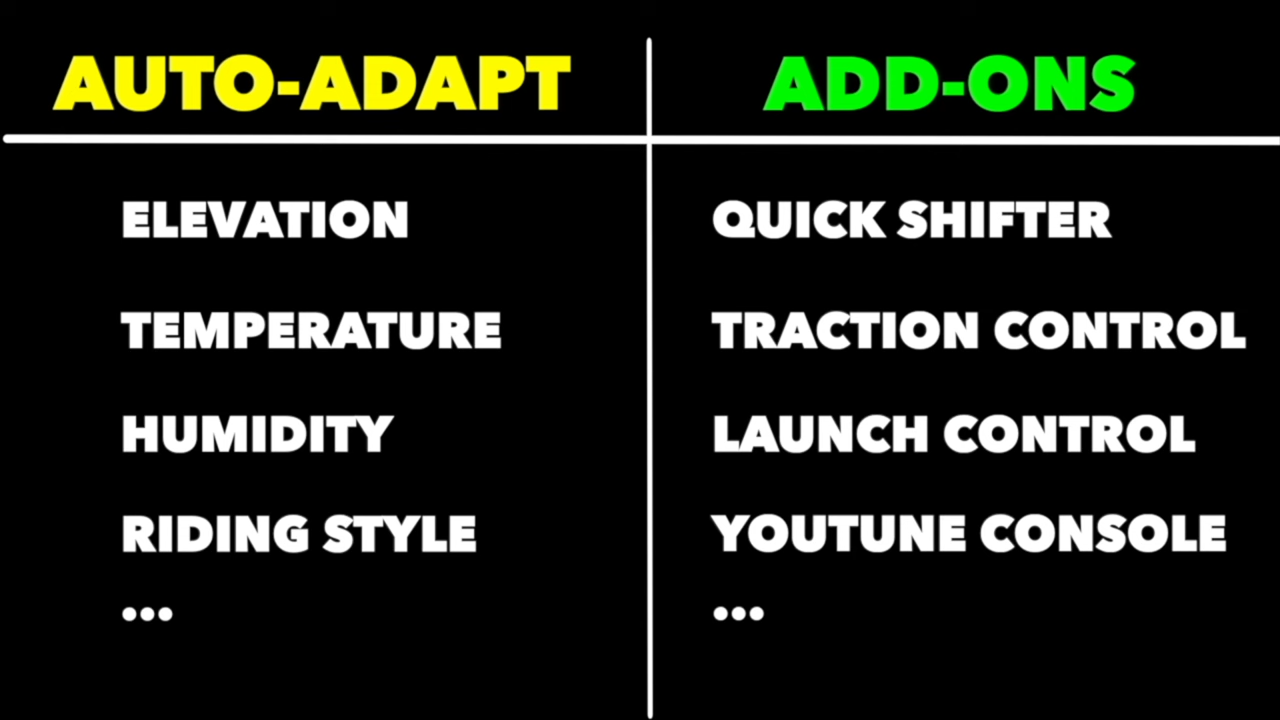 AUTO-ADAPT
ADD-ONS
ELEVATION
QUICK SHIFTER
TEMPERATURE
TRACTION CONTROL
HUMIDITY
LAUNCH CONTROL
RIDING STYLE
YOUTUNE CONSOLE
...
...